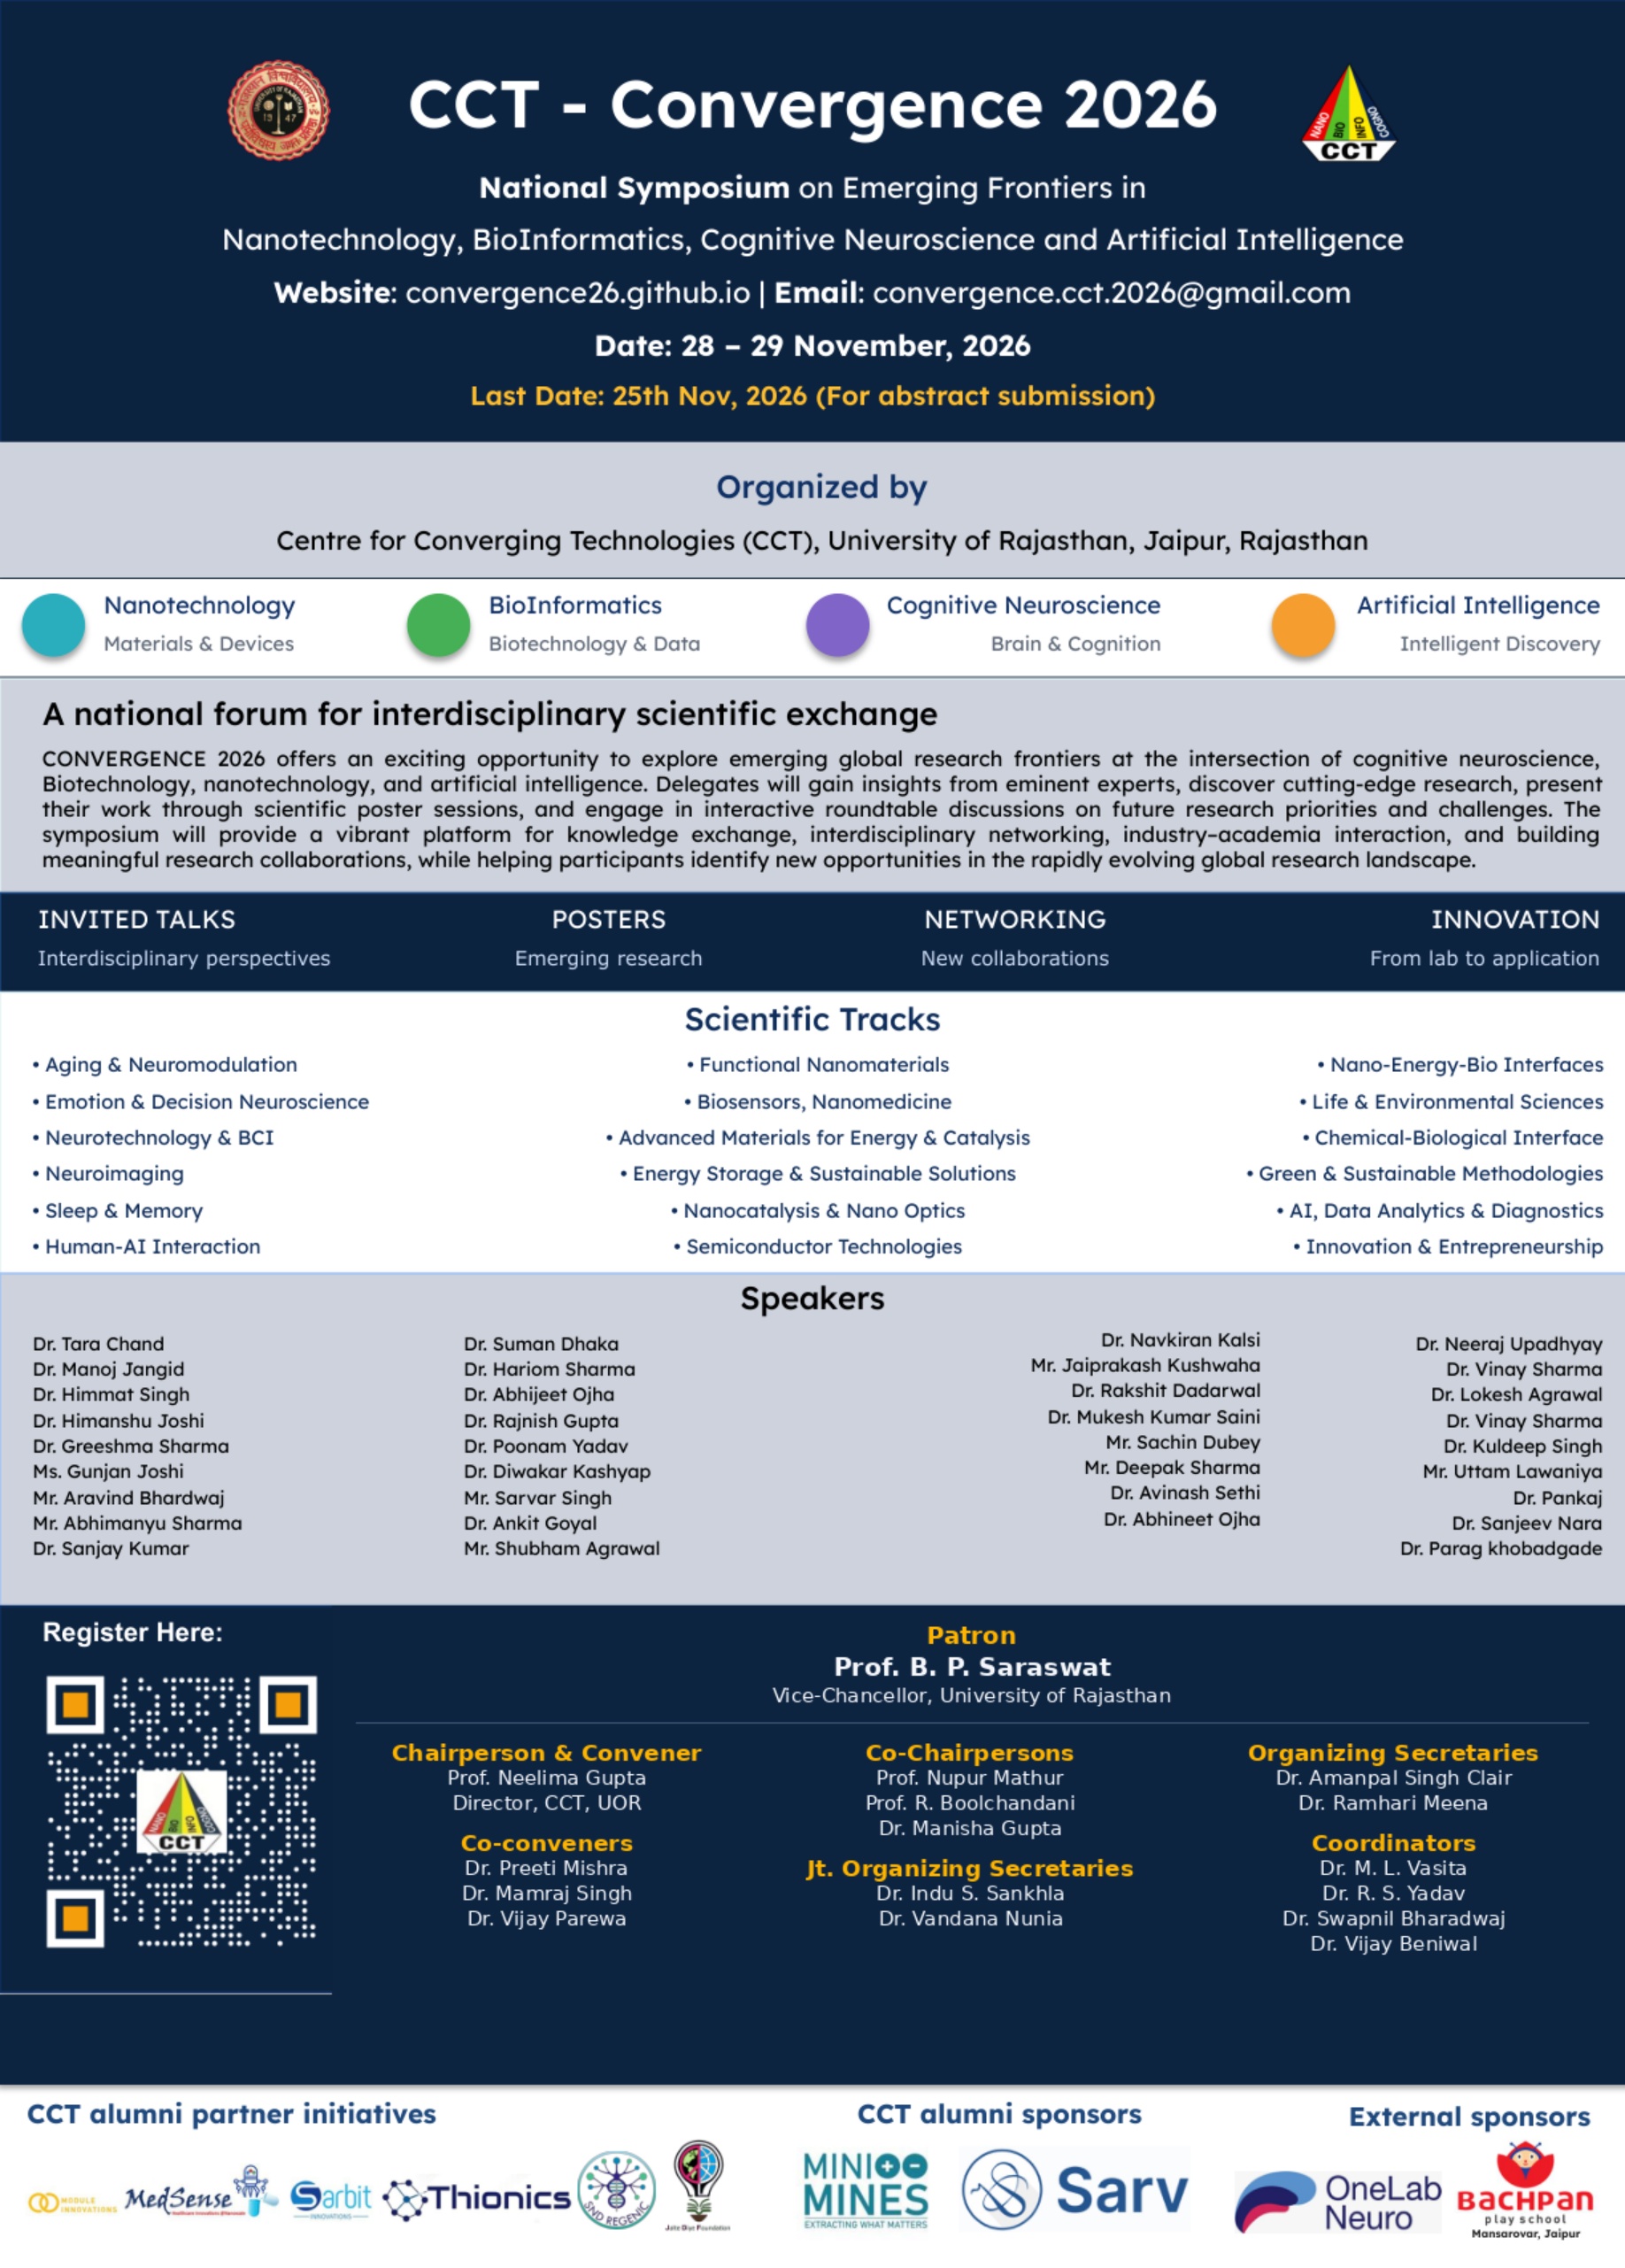 CCT - Convergence 2026
NANO
BIO
INFO
COGNO
CCT
National Symposium on Emerging Frontiers in
Nanotechnology, BioInformatics, Cognitive Neuroscience and Artificial Intelligence
Website: convergence26.github.io | Email: convergence.cct.2026@gmail.com
Date: 28 – 29 November, 2026
Last Date: 25th Nov, 2026 (For abstract submission)
Organized by
Centre for Converging Technologies (CCT), University of Rajasthan, Jaipur, Rajasthan
Nanotechnology
Materials & Devices
BioInformatics
Biotechnology & Data
Cognitive Neuroscience
Brain & Cognition
Artificial Intelligence
Intelligent Discovery
A national forum for interdisciplinary scientific exchange
CONVERGENCE 2026 offers an exciting opportunity to explore emerging global research frontiers at the intersection of cognitive neuroscience,
Biotechnology, nanotechnology, and artificial intelligence. Delegates will gain insights from eminent experts, discover cutting-edge research, present
their work through scientific poster sessions, and engage in interactive roundtable discussions on future research priorities and challenges. The
symposium will provide a vibrant platform for knowledge exchange, interdisciplinary networking, industry–academia interaction, and building
meaningful research collaborations, while helping participants identify new opportunities in the rapidly evolving global research landscape.
INVITED TALKS
Interdisciplinary perspectives
POSTERS
Emerging research
NETWORKING
New collaborations
INNOVATION
From lab to application
Scientific Tracks
• Aging & Neuromodulation
• Emotion & Decision Neuroscience
• Neurotechnology & BCI
• Neuroimaging
• Sleep & Memory
• Human-AI Interaction
• Functional Nanomaterials
• Biosensors, Nanomedicine
• Advanced Materials for Energy & Catalysis
• Energy Storage & Sustainable Solutions
• Nanocatalysis & Nano Optics
• Semiconductor Technologies
• Nano-Energy-Bio Interfaces
• Life & Environmental Sciences
• Chemical-Biological Interface
• Green & Sustainable Methodologies
• AI, Data Analytics & Diagnostics
• Innovation & Entrepreneurship
Speakers
Dr. Tara Chand
Dr. Manoj Jangid
Dr. Himmat Singh
Dr. Himanshu Joshi
Dr. Greeshma Sharma
Ms. Gunjan Joshi
Mr. Aravind Bhardwaj
Mr. Abhimanyu Sharma
Dr. Sanjay Kumar
Dr. Suman Dhaka
Dr. Hariom Sharma
Dr. Abhijeet Ojha
Dr. Rajnish Gupta
Dr. Poonam Yadav
Dr. Diwakar Kashyap
Mr. Sarvar Singh
Dr. Ankit Goyal
Mr. Shubham Agrawal
Dr. Navkiran Kalsi
Mr. Jaiprakash Kushwaha
Dr. Rakshit Dadarwal
Dr. Mukesh Kumar Saini
Mr. Sachin Dubey
Mr. Deepak Sharma
Dr. Avinash Sethi
Dr. Abhineet Ojha
Dr. Neeraj Upadhyay
Dr. Vinay Sharma
Dr. Lokesh Agrawal
Dr. Vinay Sharma
Dr. Kuldeep Singh
Mr. Uttam Lawaniya
Dr. Pankaj
Dr. Sanjeev Nara
Dr. Parag khobadgade
Register Here:
NANO
BIO
INFO
COGNO
CCT
Patron
Prof. B. P. Saraswat
Vice-Chancellor, University of Rajasthan
Chairperson & Convener
Prof. Neelima Gupta
Director, CCT, UOR
Co-conveners
Dr. Preeti Mishra
Dr. Mamraj Singh
Dr. Vijay Parewa
Co-Chairpersons
Prof. Nupur Mathur
Prof. R. Boolchandani
Dr. Manisha Gupta
Jt. Organizing Secretaries
Dr. Indu S. Sankhla
Dr. Vandana Nunia
Organizing Secretaries
Dr. Amanpal Singh Clair
Dr. Ramhari Meena
Coordinators
Dr. M. L. Vasita
Dr. R. S. Yadav
Dr. Swapnil Bharadwaj
Dr. Vijay Beniwal
CCT alumni partner initiatives
MODULE
INNOVATIONS
MedSense
Sarbit
INNOVATIONS
Thionics
SND REGENIC
CCT alumni sponsors
MINI
MINES
EXTRACTING WHAT MATTERS
Sarv
External sponsors
OneLab
Neuro
BACHPAN
play school
Mansarovar, Jaipur